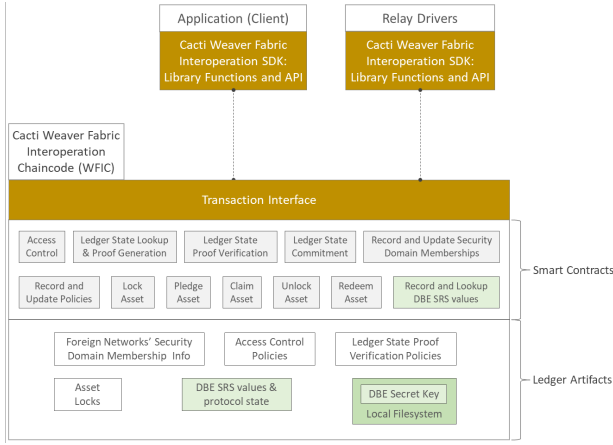 Application (Client)
Cacti Weaver Fabric
Interoperation SDK:
Library Functions and API
Relay Drivers
Cacti Weaver Fabric
Interoperation SDK:
Library Functions and API
Cacti Weaver Fabric
Interoperation
Chaincode (WFIC)
Transaction Interface
Access
Control
Ledger State Lookup
& Proof Generation
Ledger State
Proof Verification
Ledger State
Commitment
Record and Update Security
Domain Memberships
Record and
Update Policies
Lock
Asset
Pledge
Asset
Claim
Asset
Unlock
Asset
Redeem
Asset
Record and Lookup
DBE SRS values
Smart Contracts
Foreign Networks’ Security
Domain Membership Info
Access Control
Policies
Ledger State Proof
Verification Policies
Asset
Locks
DBE SRS values &
protocol state
DBE Secret Key
Local Filesystem
Ledger Artifacts